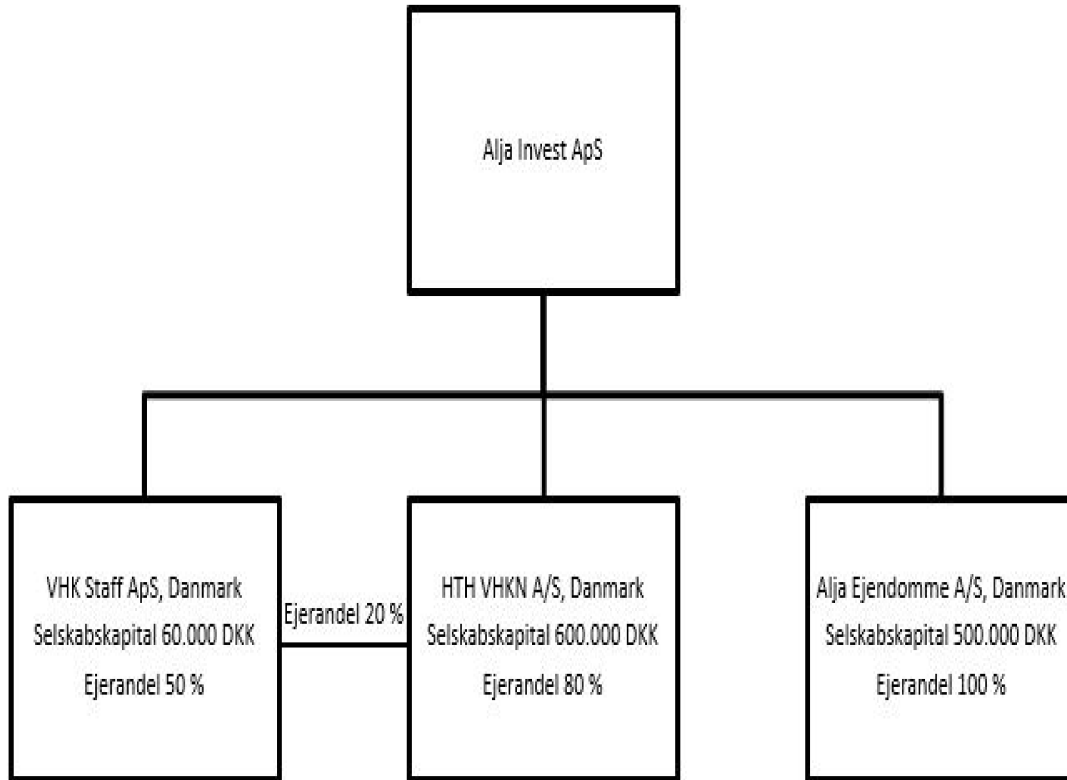 Alja Invest ApS
VHK Staff ApS, Danmark
Selskabskapital 60.000 DKK
Ejerandel 50 %
Ejerandel 20 %
HTH VHKN A/S, Danmark
Selskabskapital 600.000 DKK
Ejerandel 80 %
Alja Ejendomme A/S, Danmark
Selskabskapital 500.000 DKK
Ejerandel 100 %